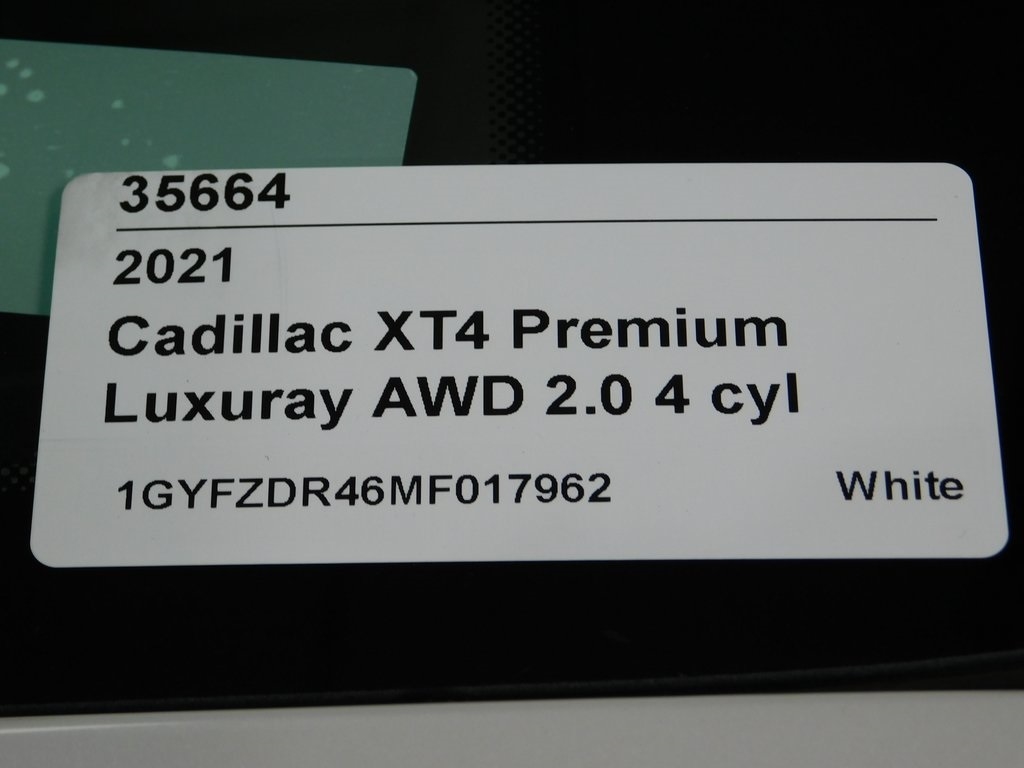 35664
2021
Cadillac XT4 Premium
Luxuray AWD 2.0 4 cyl
1GYFZDR46MF017962 White